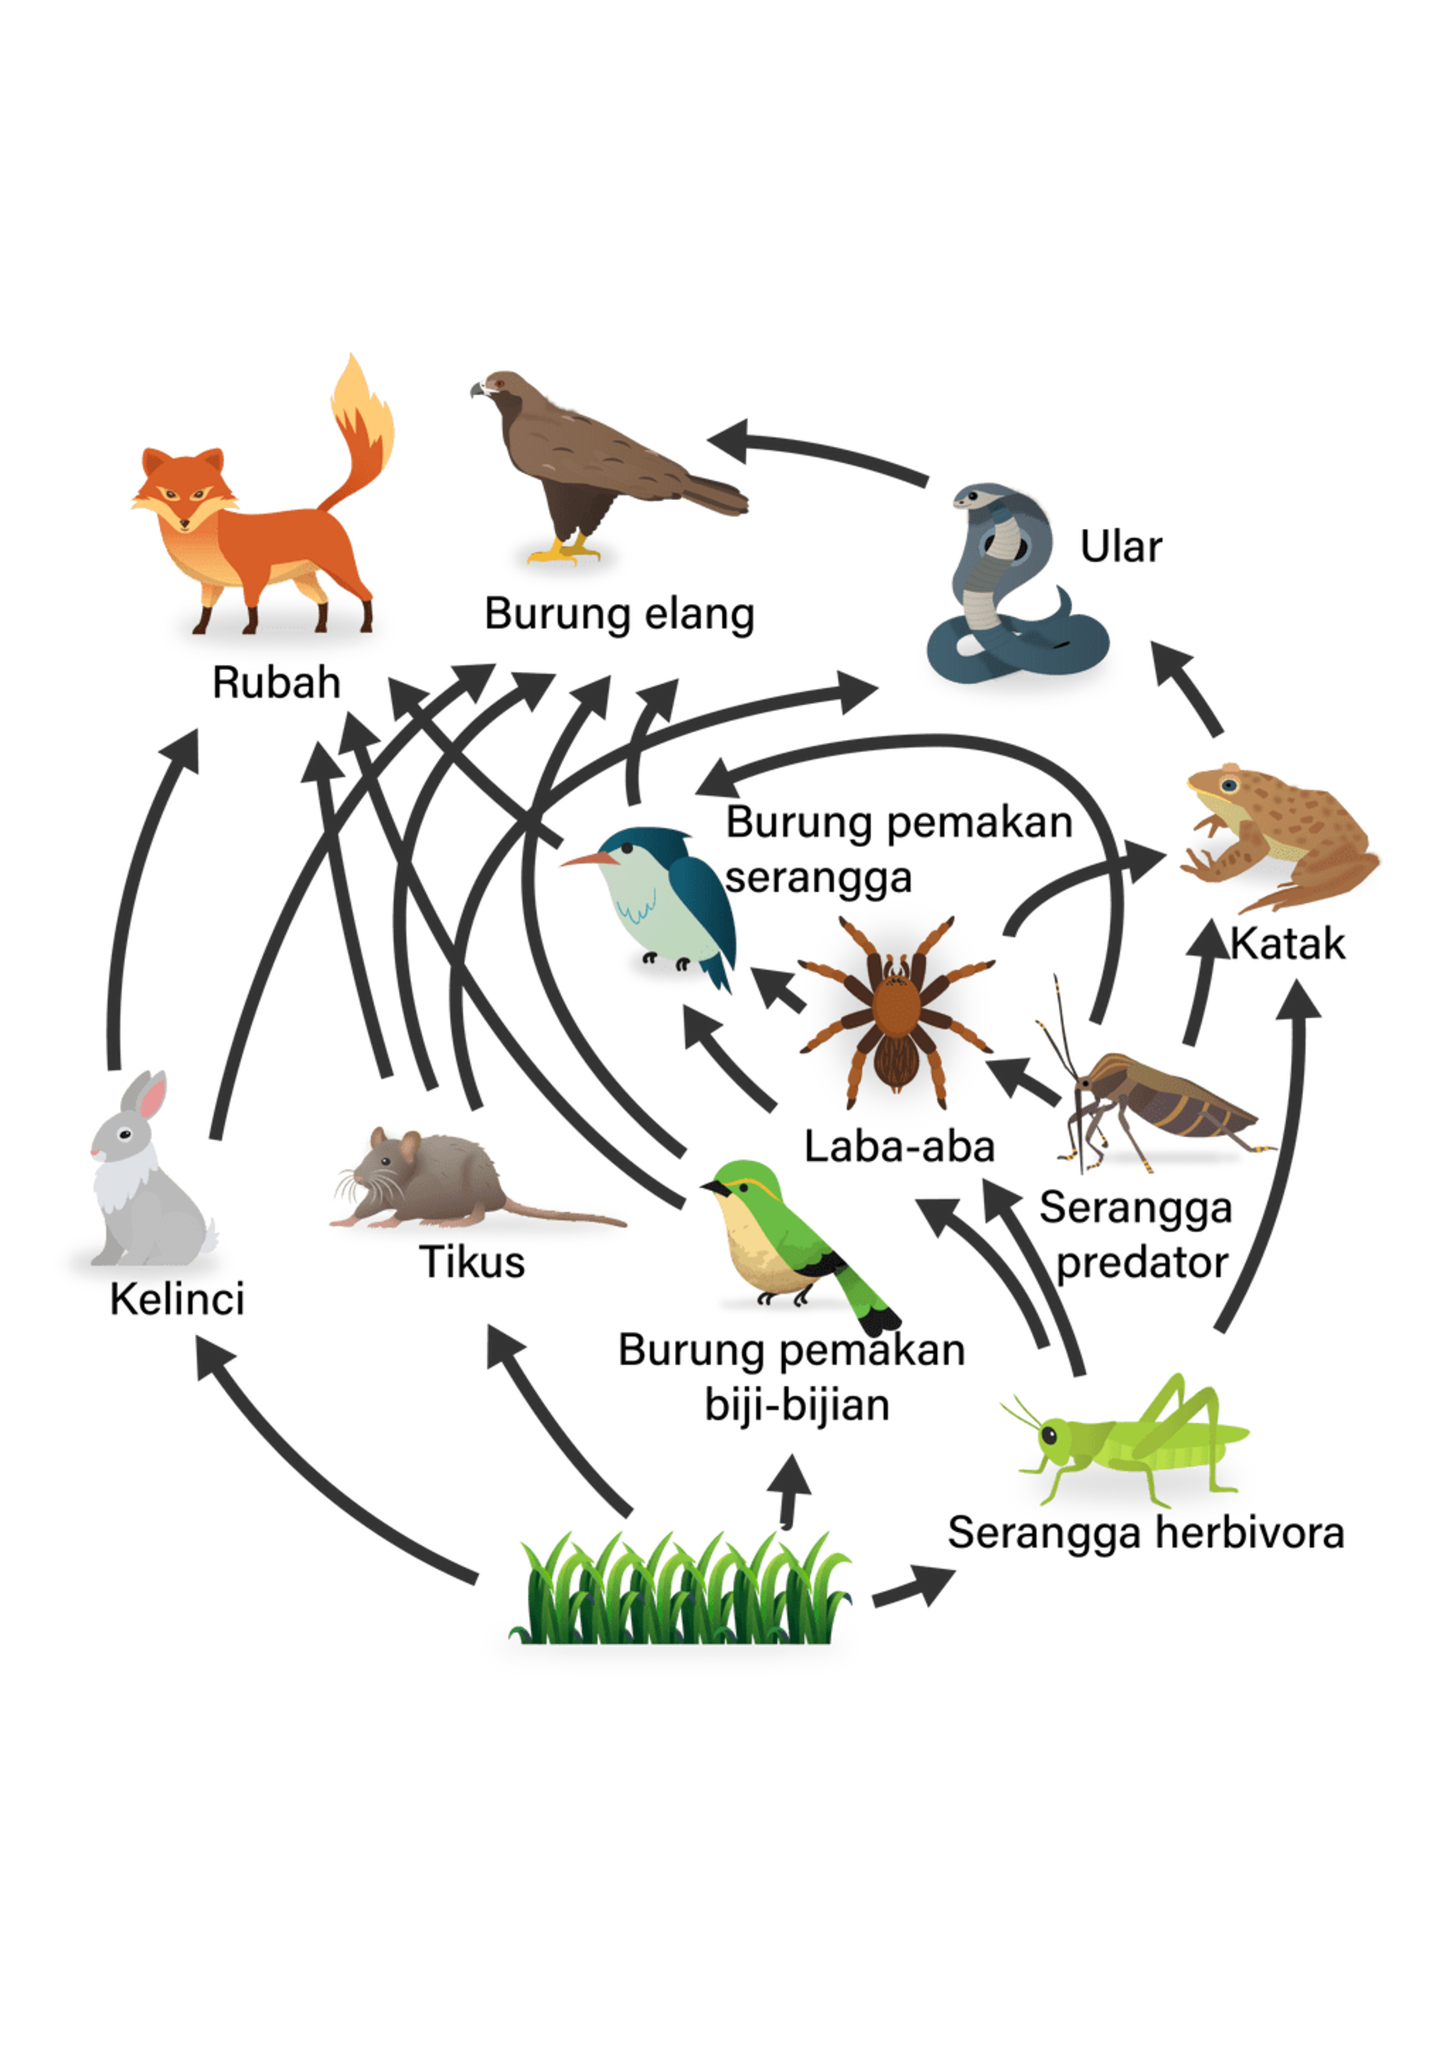 Burung elang
Ular
Rubah
Burung pemakan
serangga
Katak
Laba-aba
Serangga
predator
Tikus
Kelinci
Burung pemakan
biji-bijian
Serangga herbivora